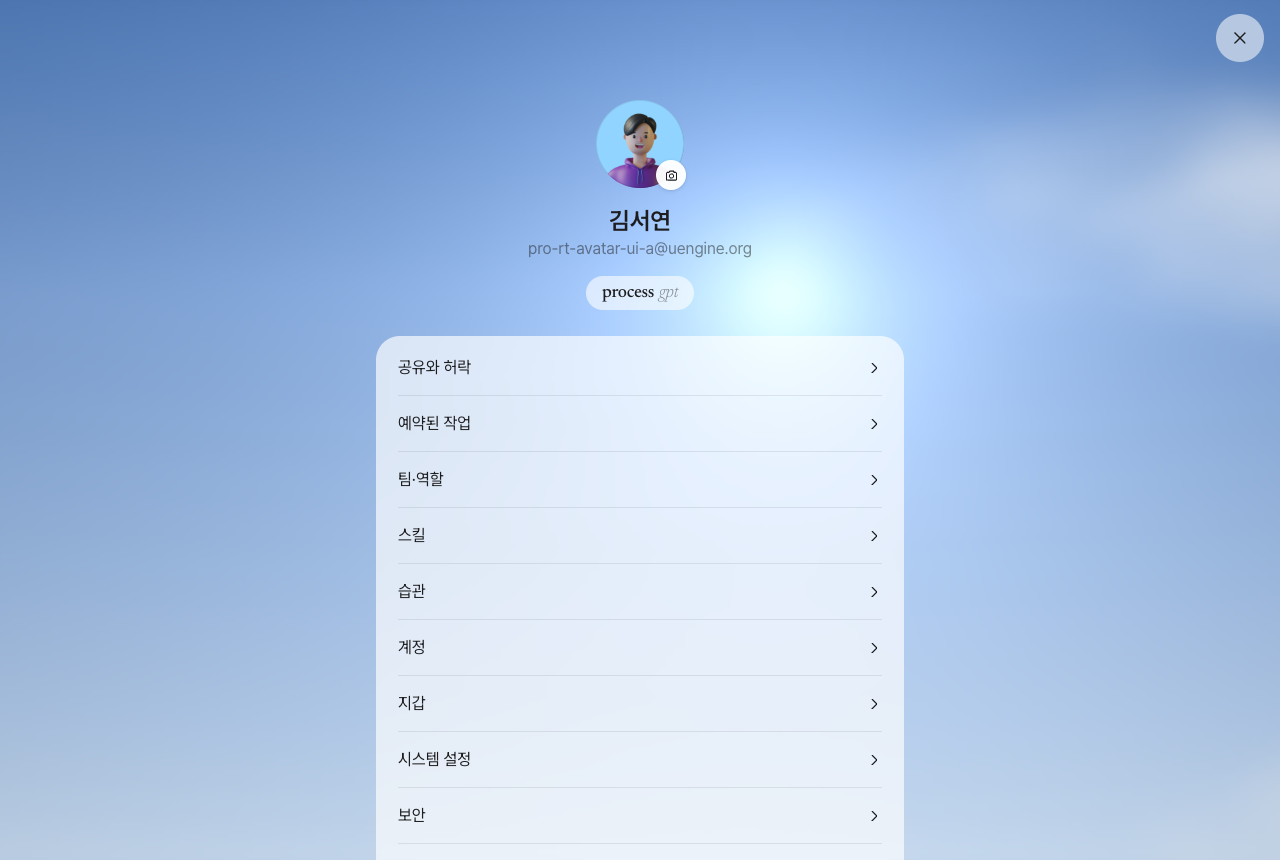 김서연
pro-rt-avatar-ui-a@uengine.org
process gpt
공유와 허락
예약된 작업
팀·역할
스킬
습관
계정
지갑
시스템 설정
보안